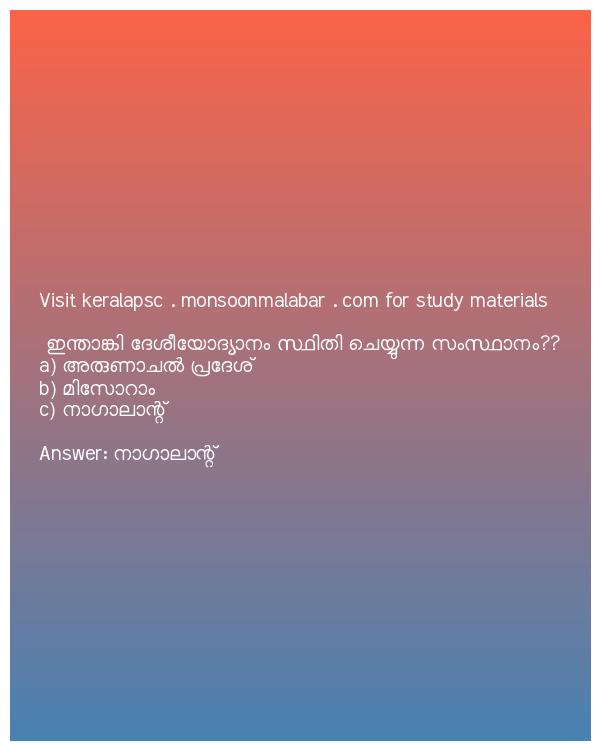 Visit keralapsc . monsoonmalabar . com for study materials
ഇന്താങ്കി ദേശീയോദ്യാനം സ്ഥിതി ചെയ്യുന്ന സംസ്ഥാനം??
a) അരുണാചൽ പ്രദേശ്
b) മിസോറാം
c) നാഗാലാന്റ്
Answer: നാഗാലാന്റ്